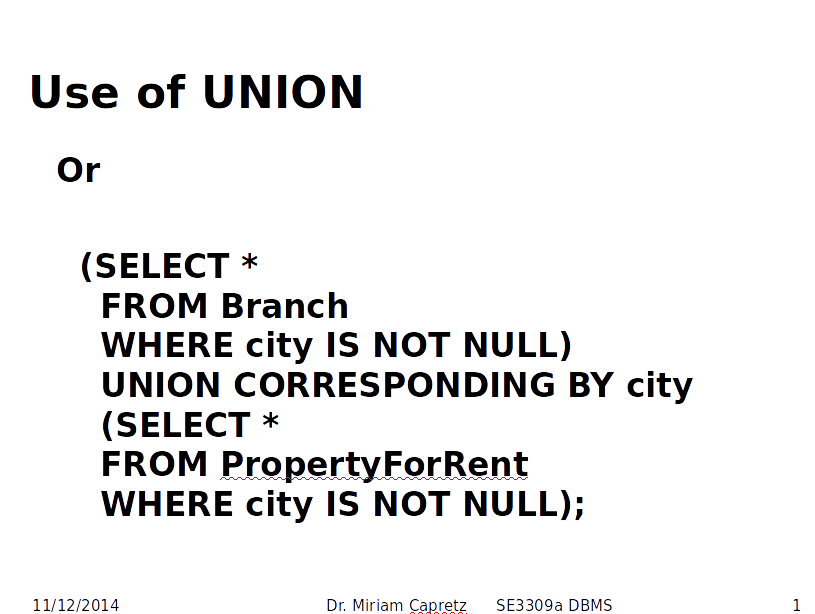 Use of UNION
Or
(SELECT *
FROM Branch
WHERE city IS NOT NULL)
UNION CORRESPONDING BY city
(SELECT *
FROM PropertyForRent
WHERE city IS NOT NULL);
11/12/2014 Dr. Miriam Capretz SE3309a DBMS 1